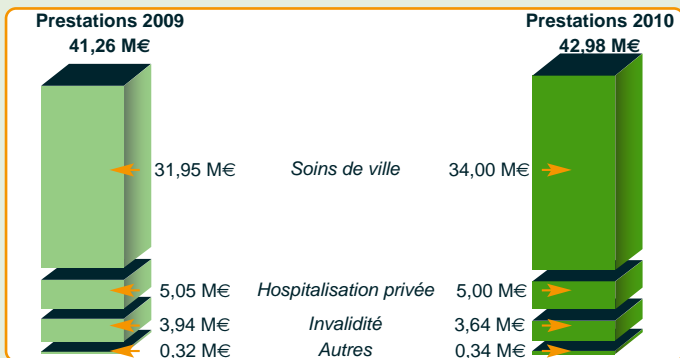 Prestations 2009 Prestations 2010
41,26 M€ 42,98 M€
31,95 M€ Soins de ville 34,00 M€
5,05 M€ Hospitalisation privée 5,00 M€
3,94 M€ Invalidité 3,64 M€
0,32 M€ Autres 0,34 M€